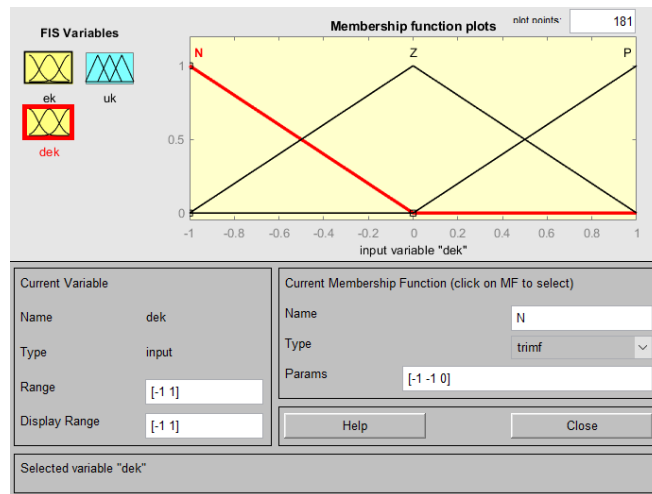 FIS Variables
Membership function plots
plot points:
181
ek
uk
dek
N
Z
P
1
0.5
0
-1 -0.8 -0.6 -0.4 -0.2 0 0.2 0.4 0.6 0.8 1
input variable "dek"
Current Variable
Name dek
Type input
Range [-1 1]
Display Range [-1 1]
Current Membership Function (click on MF to select)
Name N
Type trimf
Params [-1 -1 0]
Help Close
Selected variable "dek"